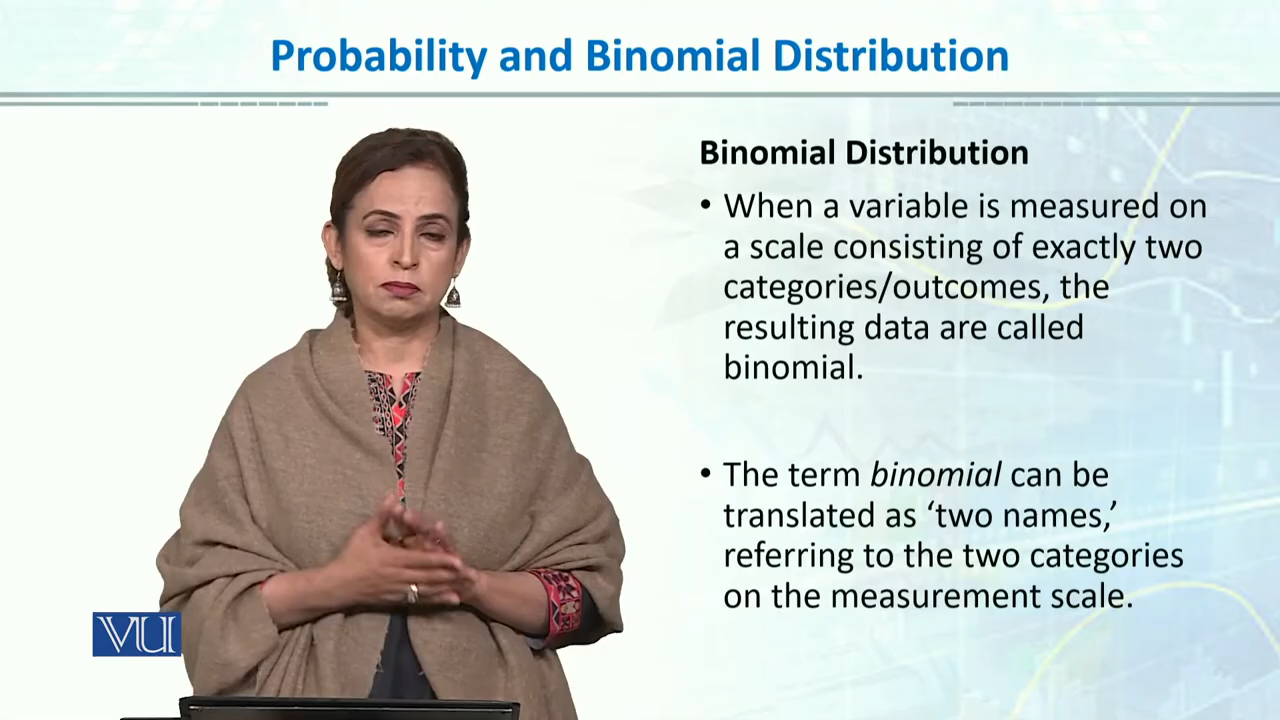 Probability and Binomial Distribution
Binomial Distribution
• When a variable is measured on
a scale consisting of exactly two
categories/outcomes, the
resulting data are called
binomial.
• The term binomial can be
translated as ‘two names,’
referring to the two categories
on the measurement scale.
VU